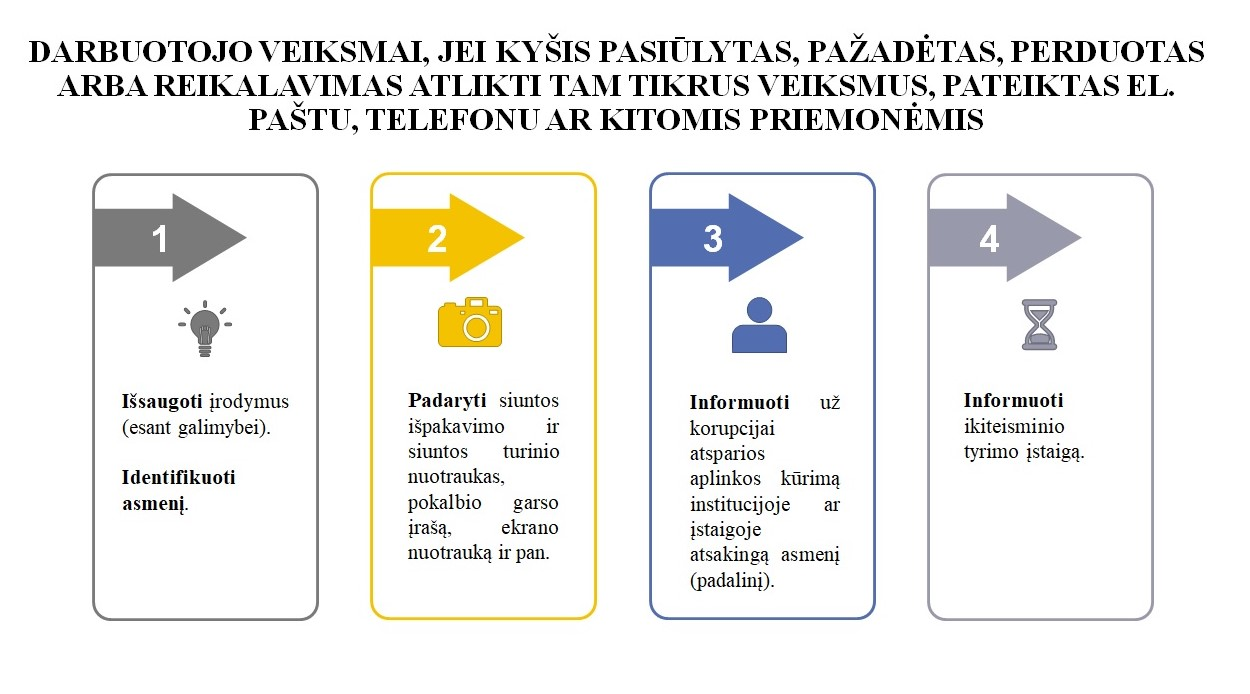 DARBUOTOJO VEIKSMAI, JEI KYŠIS PASIŪLYTAS, PAŽADĖTAS, PERDUOTAS
ARBA REIKALAVIMAS ATLIKTI TAM TIKRUS VEIKSMUS, PATEIKTAS EL.
PAŠTU, TELEFONU AR KITOMIS PRIEMONĖMIS
1
Išsaugoti įrodymus
(esant galimybei).
Identifikuoti
asmenį.
2
Padaryti siuntos
išpakavimo ir
siuntos turinio
nuotraukas,
pokalbio garso
įrašą, ekrano
nuotrauką ir pan.
3
Informuoti už
korupcijai
atsparios
aplinkos kūrimą
institucijoje ar
įstaigoje
atsakingą asmenį
(padalinį).
4
Informuoti
ikiteisminio
tyrimo įstaigą.